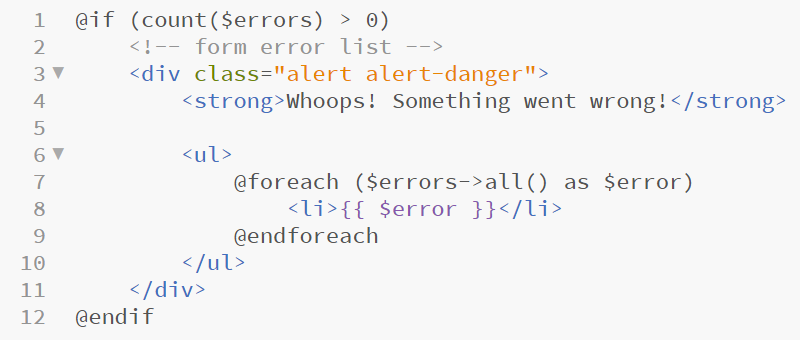 1 @if (count($errors) > 0)
2     <!-- form error list -->
3     <div class="alert alert-danger">
4         <strong>Whoops! Something went wrong!</strong>
5
6         <ul>
7             @foreach ($errors->all() as $error)
8                 <li>{{ $error }}</li>
9             @endforeach
10         </ul>
11     </div>
12 @endif